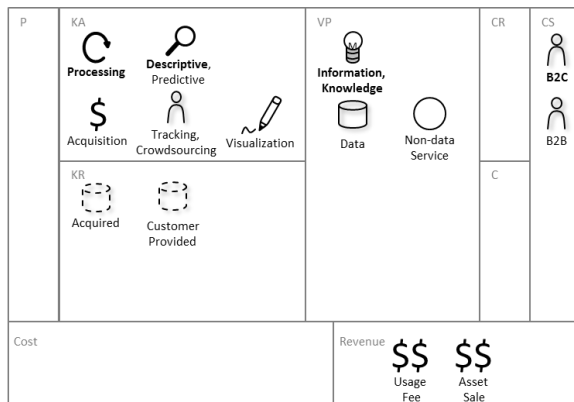 P
KA
Processing
Descriptive,
Predictive
$
Acquisition
Tracking,
Crowdsourcing
Visualization
KR
Acquired
Customer
Provided
VP
Information,
Knowledge
Data
Non-data
Service
CR
C
CS
B2C
B2B
Cost
Revenue
$$
Usage
Fee
$$
Asset
Sale